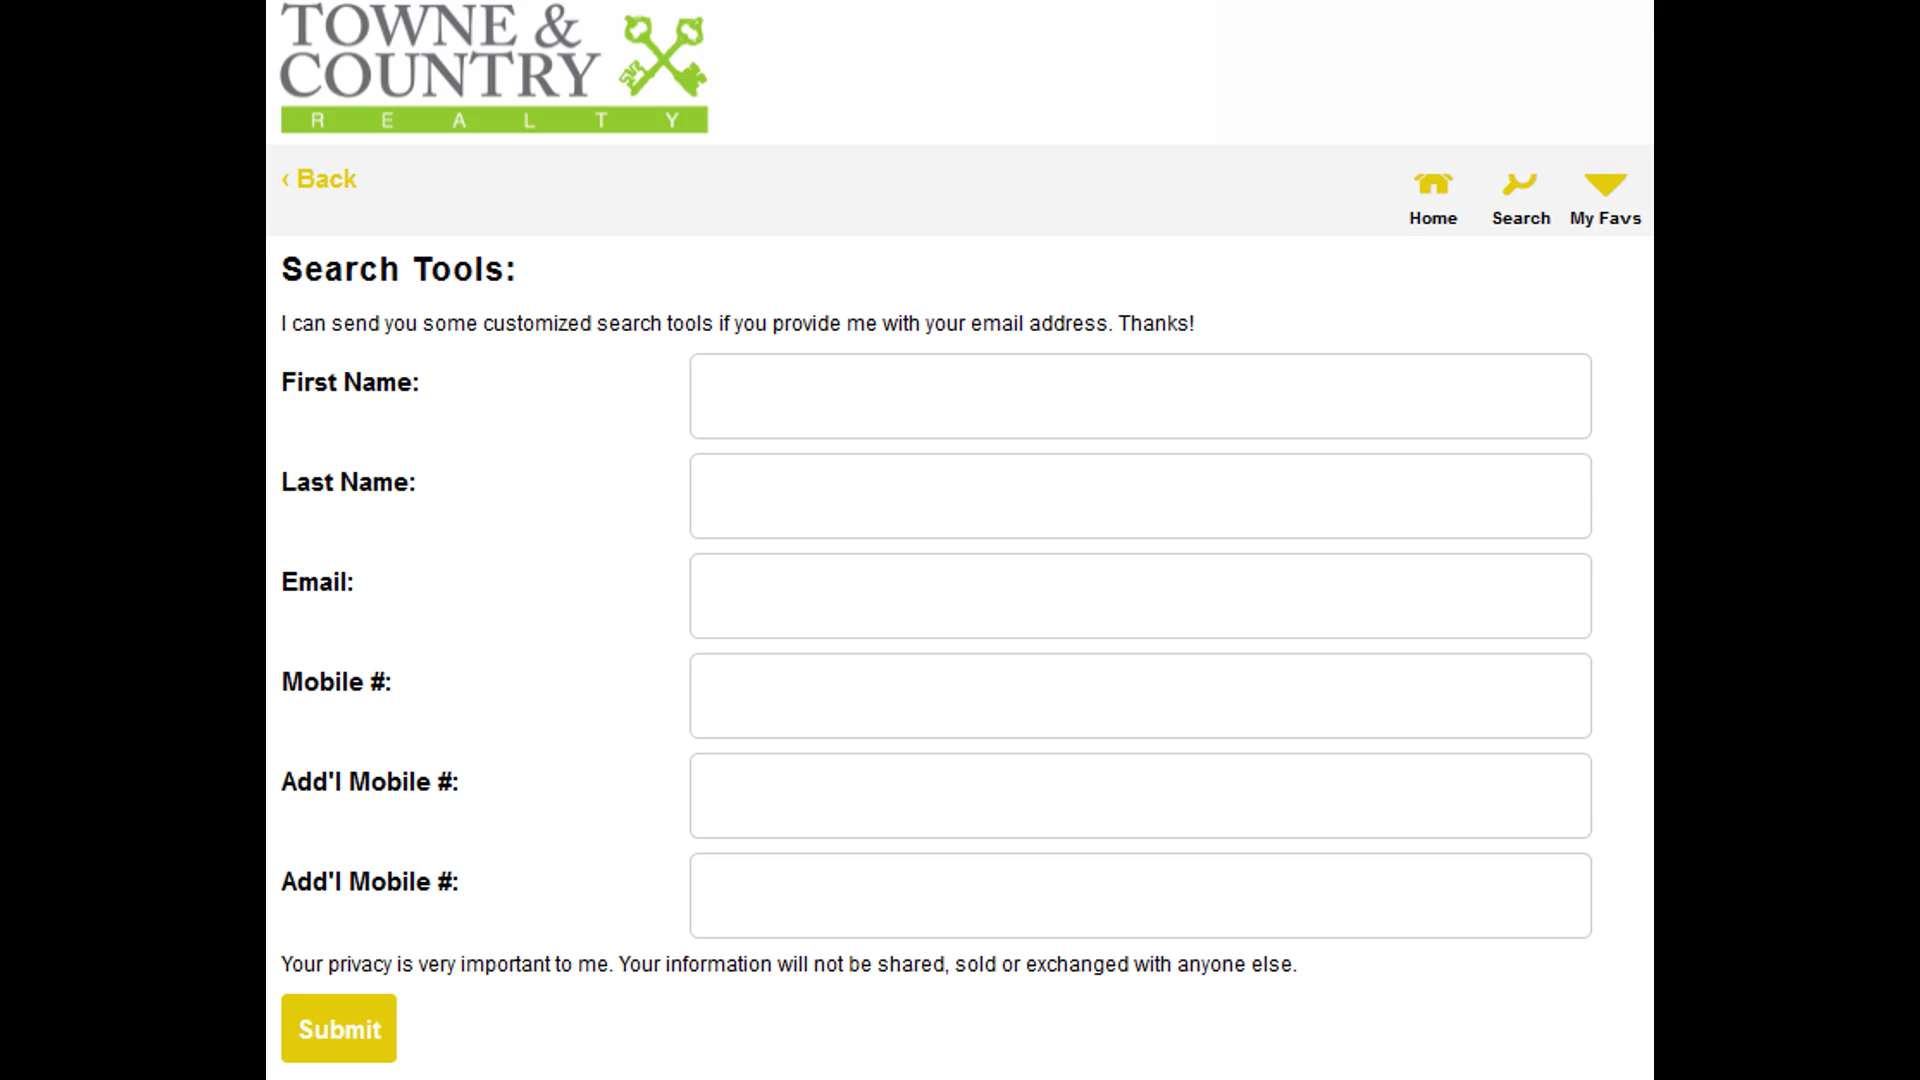 TOWNE &
COUNTRY
REALTY
‹ Back
Home
Search
My Favs
Search Tools:
I can send you some customized search tools if you provide me with your email address. Thanks!
First Name:
Last Name:
Email:
Mobile #:
Add'l Mobile #:
Add'l Mobile #:
Your privacy is very important to me. Your information will not be shared, sold or exchanged with anyone else.
Submit